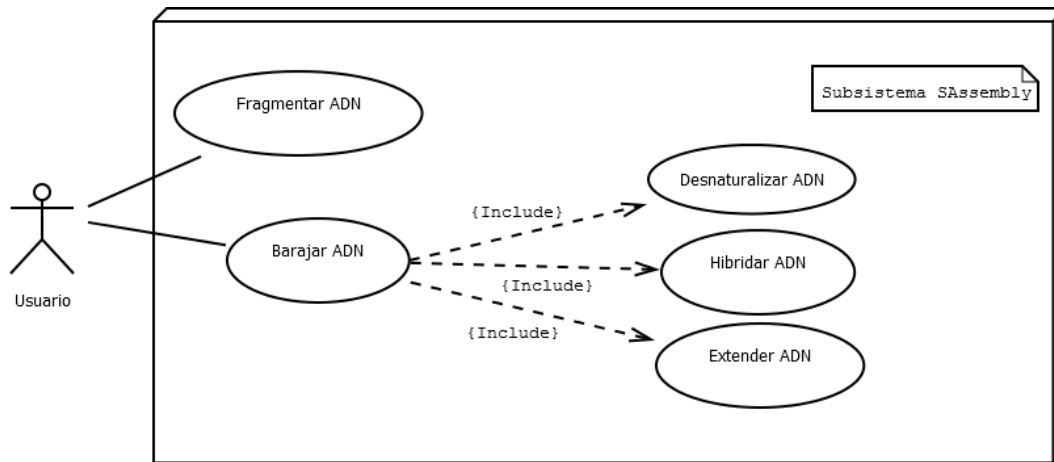 Fragmentar ADN
Subsistema SAssembly
Desnaturalizar ADN
{Include}
Barajar ADN
Hibridar ADN
{Include}
Usuario
{Include}
Extender ADN